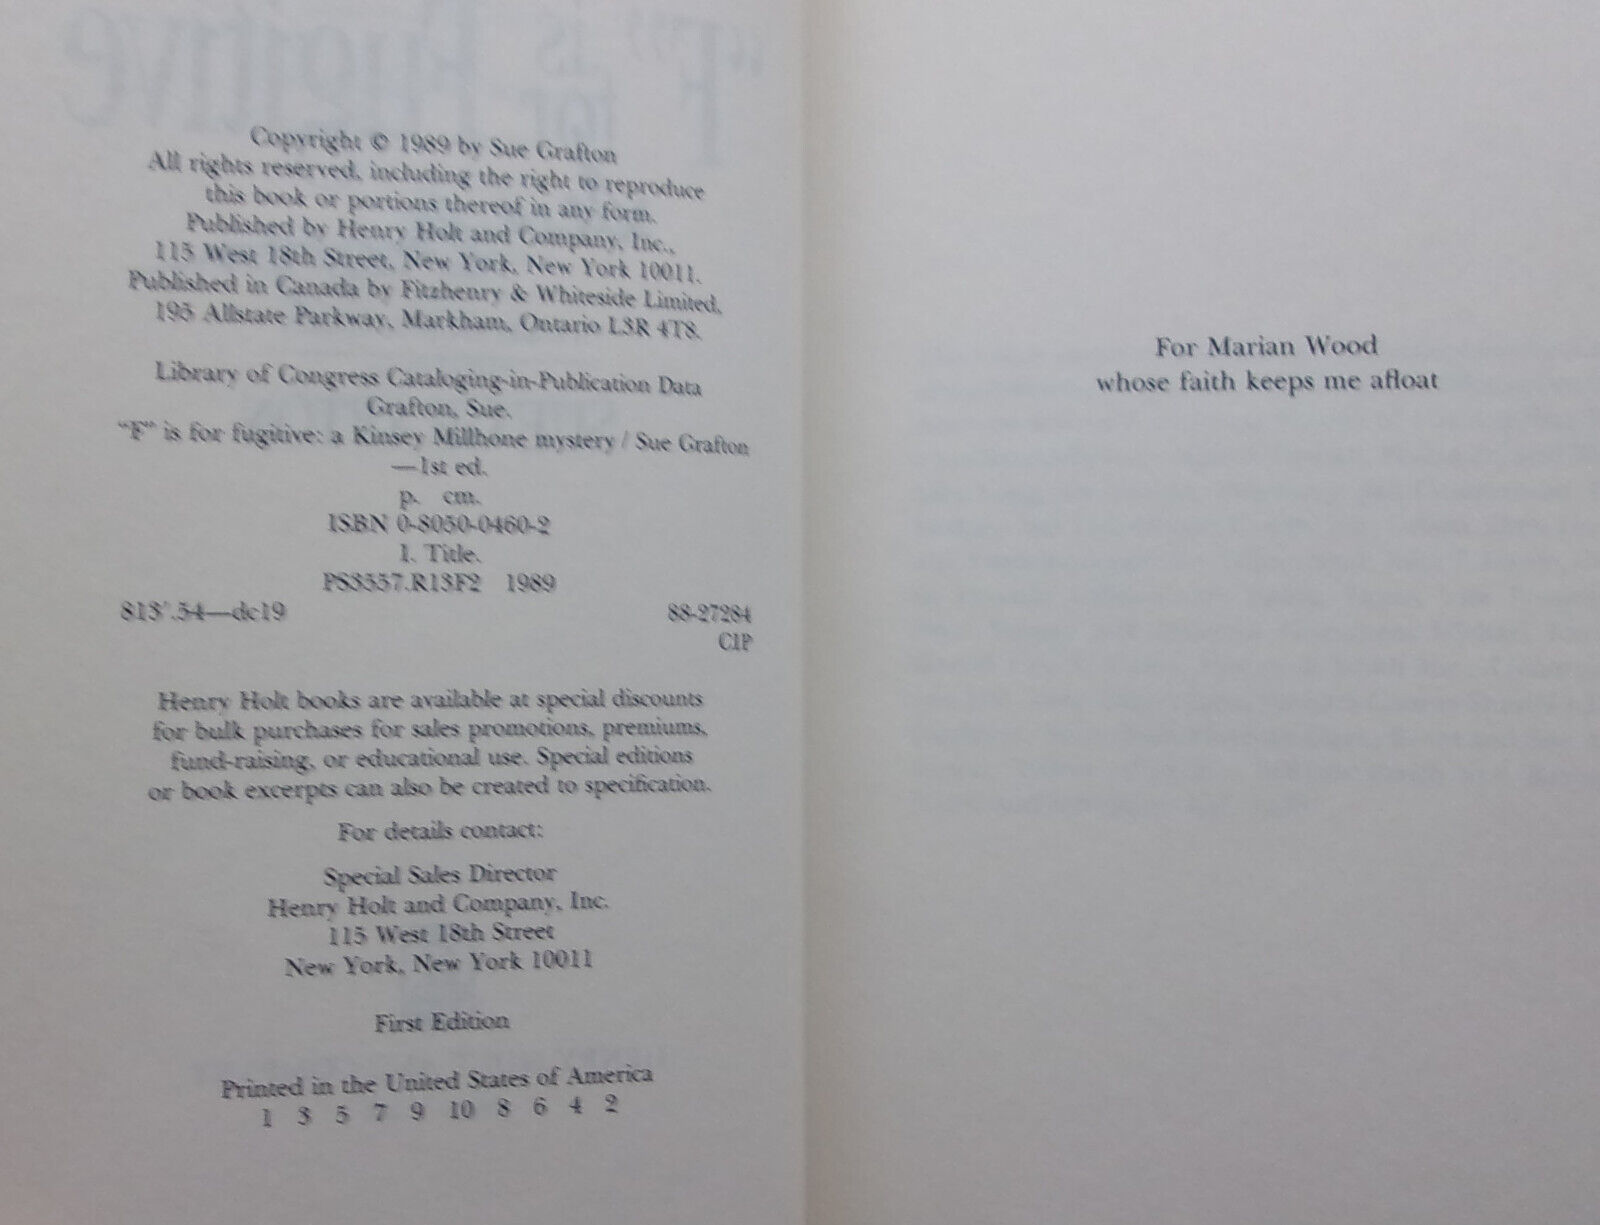 Copyright © 1989 by Sue Grafton
All rights reserved, including the right to reproduce
this book or portions thereof in any form.
Published by Henry Holt and Company, Inc.,
115 West 18th Street, New York, New York 10011.
Published in Canada by Fitzhenry & Whiteside Limited,
195 Allstate Parkway, Markham, Ontario L3R 4T8.
Library of Congress Cataloging-in-Publication Data
Grafton, Sue.
"F" is for fugitive: a Kinsey Millhone mystery / Sue Grafton
—1st ed.
p. cm.
ISBN 0-8050-0460-2
I. Title.
PS3557.R13F2 1989
813'.54—dc19 88-27284
CIP
Henry Holt books are available at special discounts
for bulk purchases for sales promotions, premiums,
fund-raising, or educational use. Special editions
or book excerpts can also be created to specification.
For details contact:
Special Sales Director
Henry Holt and Company, Inc.
115 West 18th Street
New York, New York 10011
First Edition
Printed in the United States of America
1 3 5 7 9 10 8 6 4 2
For Marian Wood
whose faith keeps me afloat